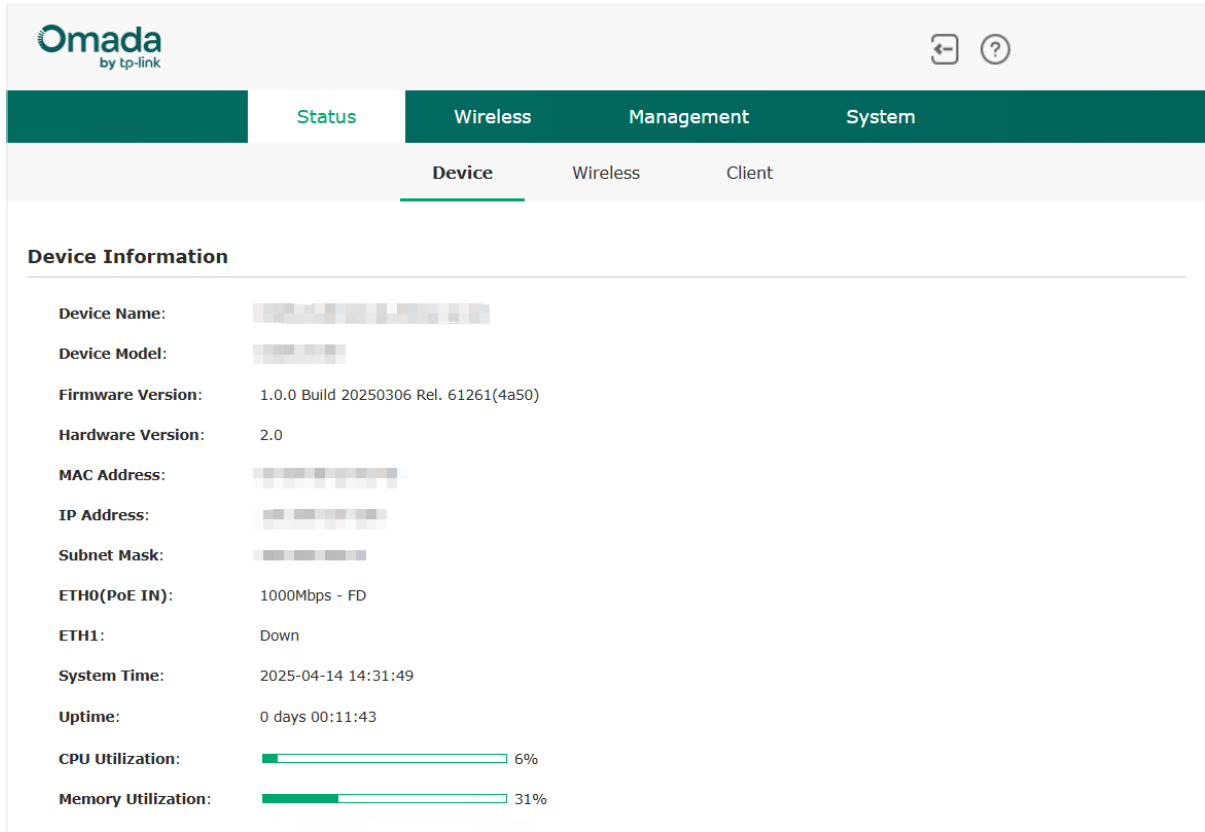 Omada
by tp-link
?
Status Wireless Management System
Device Wireless Client
Device Information
Device Name:
Device Model:
Firmware Version: 1.0.0 Build 20250306 Rel. 61261(4a50)
Hardware Version: 2.0
MAC Address:
IP Address:
Subnet Mask:
ETH0(PoE IN): 1000Mbps - FD
ETH1: Down
System Time: 2025-04-14 14:31:49
Uptime: 0 days 00:11:43
CPU Utilization: 6%
Memory Utilization: 31%